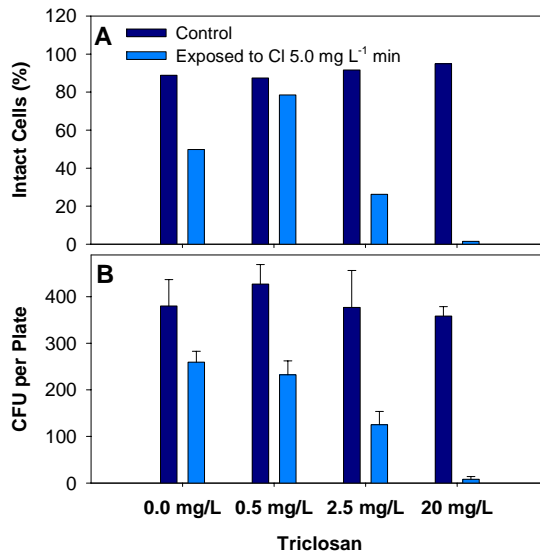 120
A
Control
100
Exposed to Cl 5.0 mg L-1 min
80
60
40
20
0
Intact Cells (%)
B
400
300
200
100
0
CFU per Plate
0.0 mg/L 0.5 mg/L 2.5 mg/L 20 mg/L
Triclosan